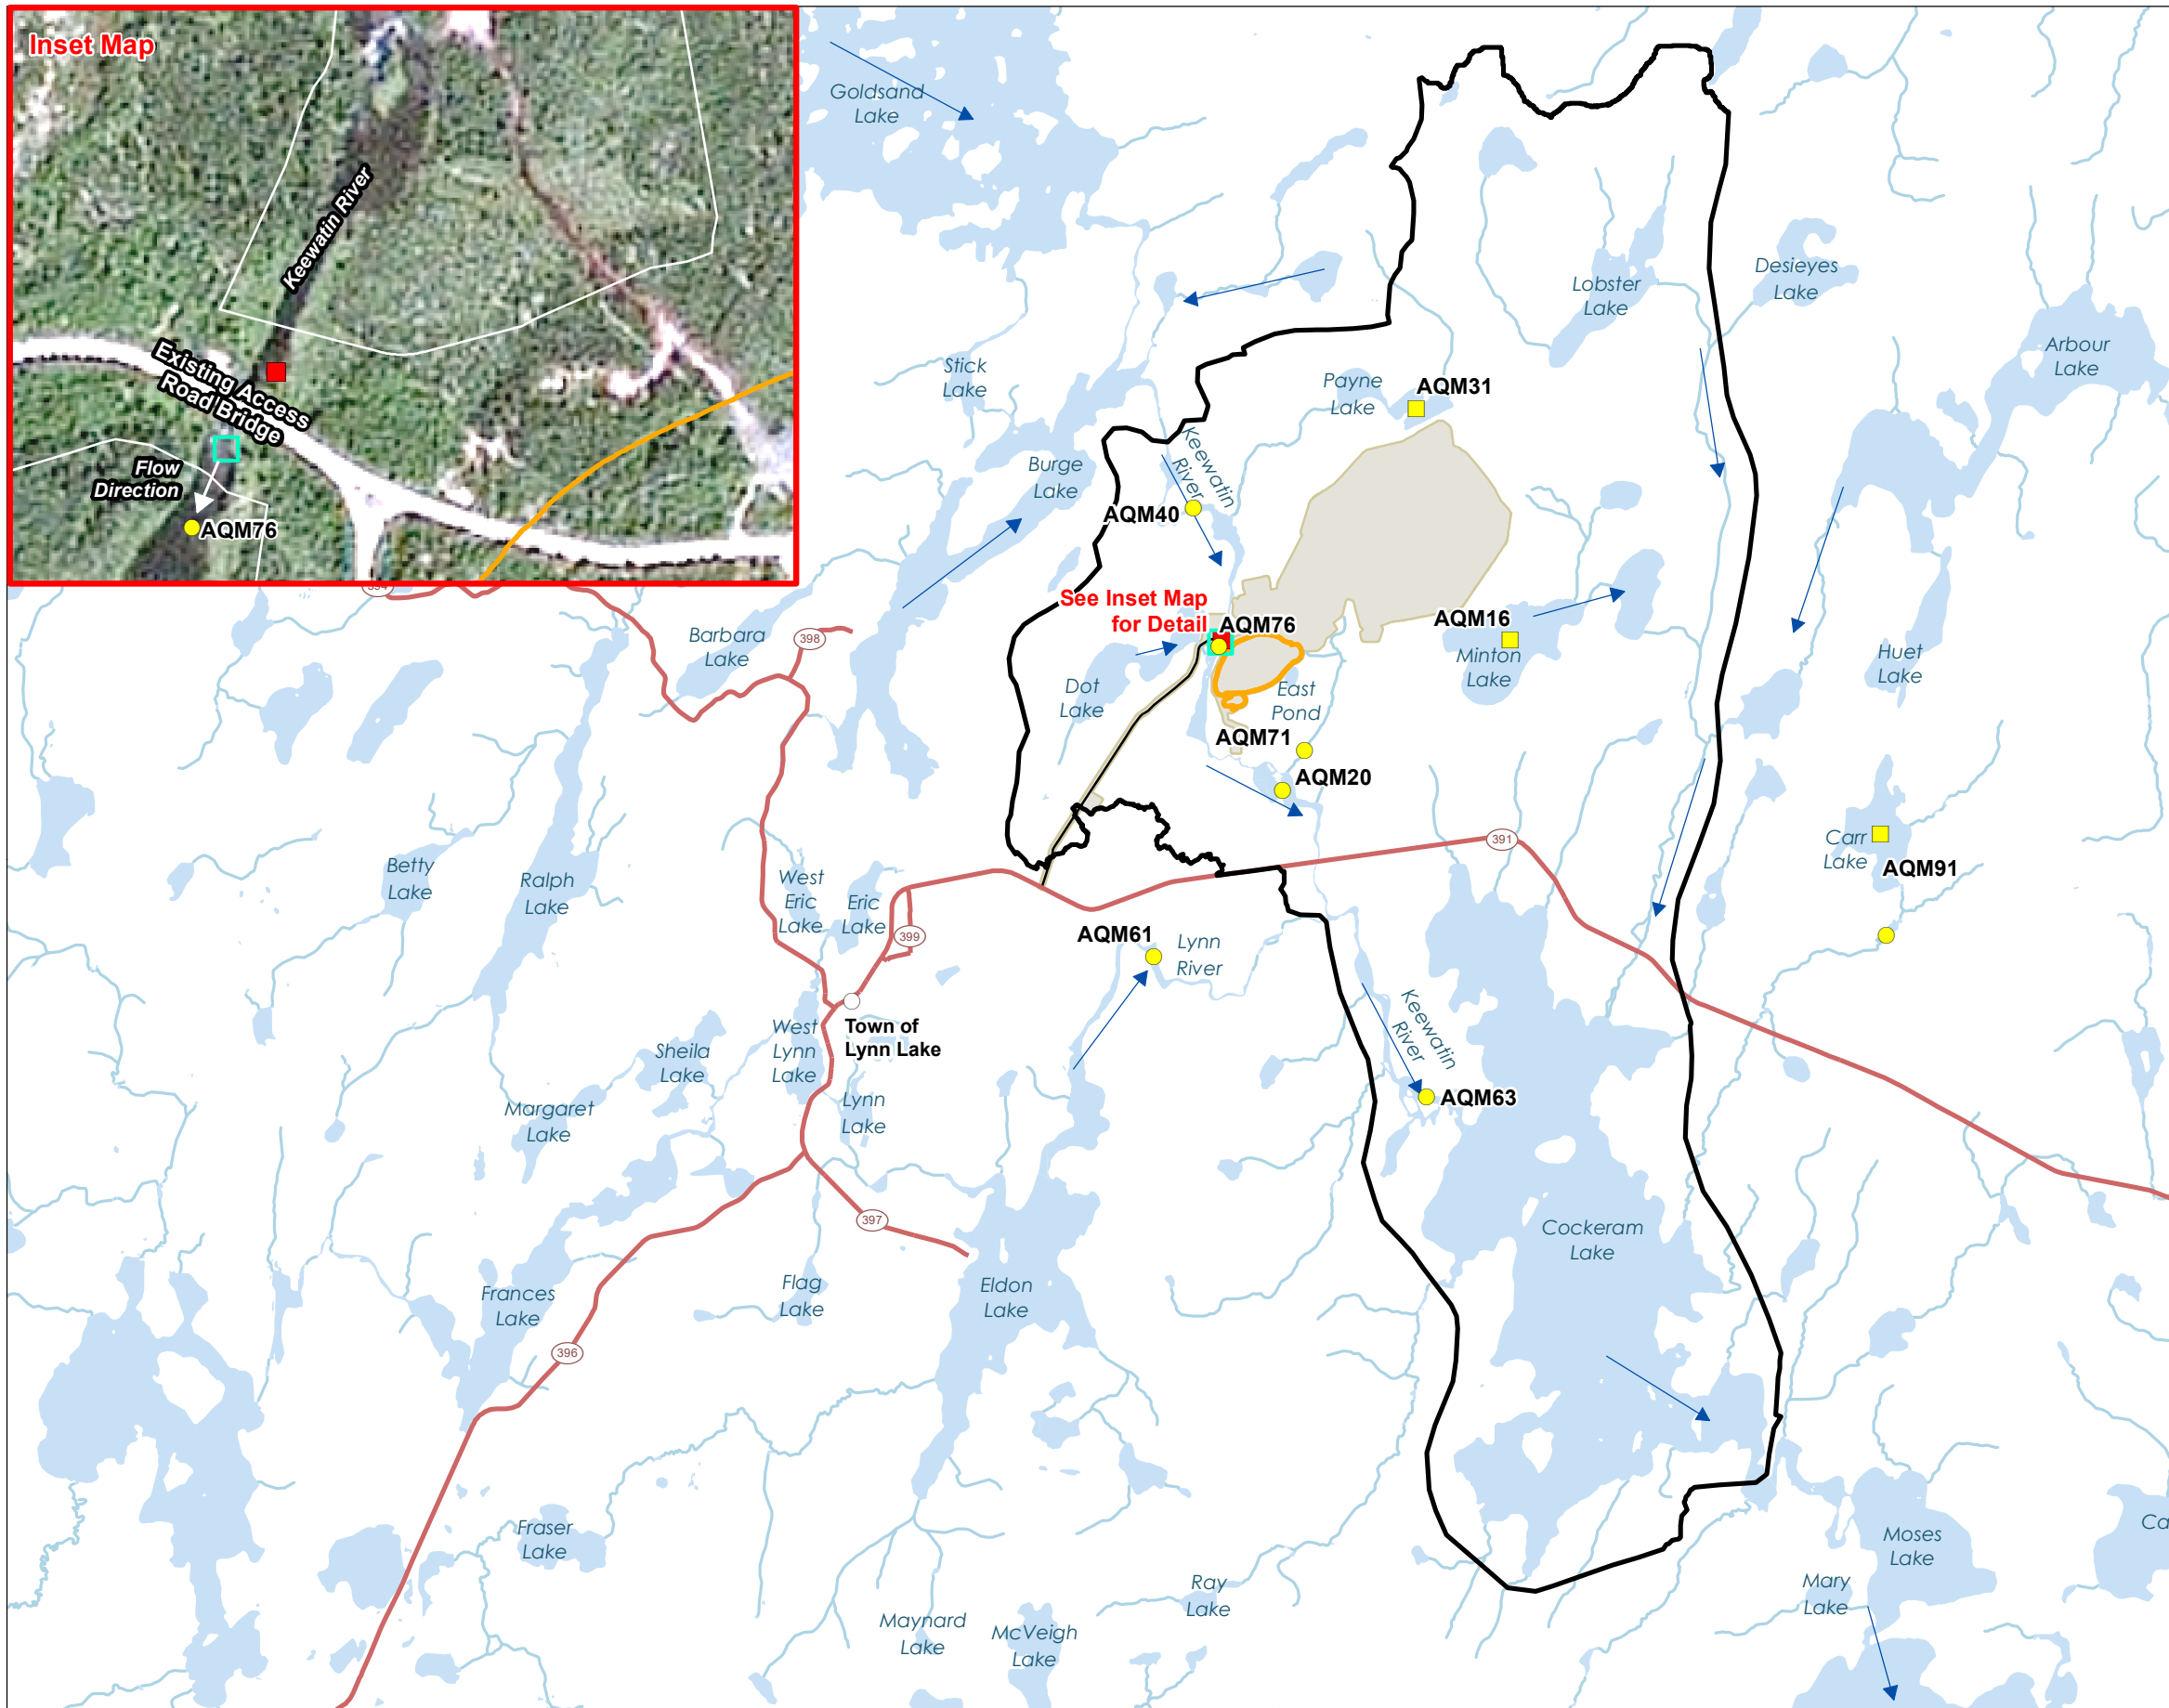 Inset Map
Keewatin River
Existing Access
Road Bridge
Flow
Direction
AQM76
Goldsand
Lake
Lobster
Lake
Desieyes
Lake
Arbour
Lake
Stick
Lake
Payne
Lake
AQM31
Keewatin
River
Burge
Lake
AQM40
394
See Inset Map
for Detail
AQM76
AQM16
Minton
Lake
398
Barbara
Lake
Huet
Lake
Dot
Lake
East
Pond
AQM71
AQM20
391
Carr
Lake
AQM91
Betty
Lake
Ralph
Lake
West
Eric
Lake
Eric
Lake
399
AQM61
Lynn
River
Town of
Lynn Lake
Keewatin
River
West
Lynn
Lake
Sheila
Lake
Margaret
Lake
Lynn
Lake
AQM63
397
Cockeram
Lake
Frances
Lake
Flag
Lake
Eldon
Lake
396
Fraser
Lake
Moses
Lake
Ca
Ray
Lake
Mary
Lake
Maynard
Lake
McVeigh
Lake